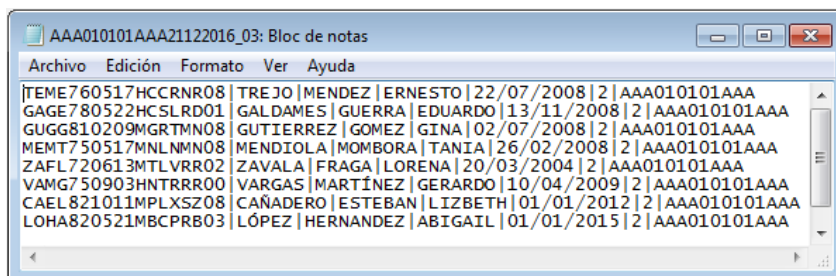 AAA010101AAA21122016_03: Bloc de notas
Archivo Edición Formato Ver Ayuda
TEME760517HCCRNR08|TREJO|MENDEZ|ERNESTO|22/07/2008|2|AAA010101AAA
GAGE780522HCSLRD01|GALDAMES|GUERRA|EDUARDO|13/11/2008|2|AAA010101AAA
GUGG810209MGRTMN08|GUTIERREZ|GOMEZ|GINA|02/07/2008|2|AAA010101AAA
MEMT750517MNLNMN08|MENDIOLA|MOMBORA|TANIA|26/02/2008|2|AAA010101AAA
ZAFL720613MTLVRR02|ZAVALA|FRAGA|LORENA|20/03/2004|2|AAA010101AAA
VAMG750903HNTRRR00|VARGAS|MARTÍNEZ|GERARDO|10/04/2009|2|AAA010101AAA
CAEL821011MPLXSZ08|CAÑADERO|ESTEBAN|LIZBETH|01/01/2012|2|AAA010101AAA
LOHA820521MBCPRB03|LÓPEZ|HERNANDEZ|ABIGAIL|01/01/2015|2|AAA010101AAA